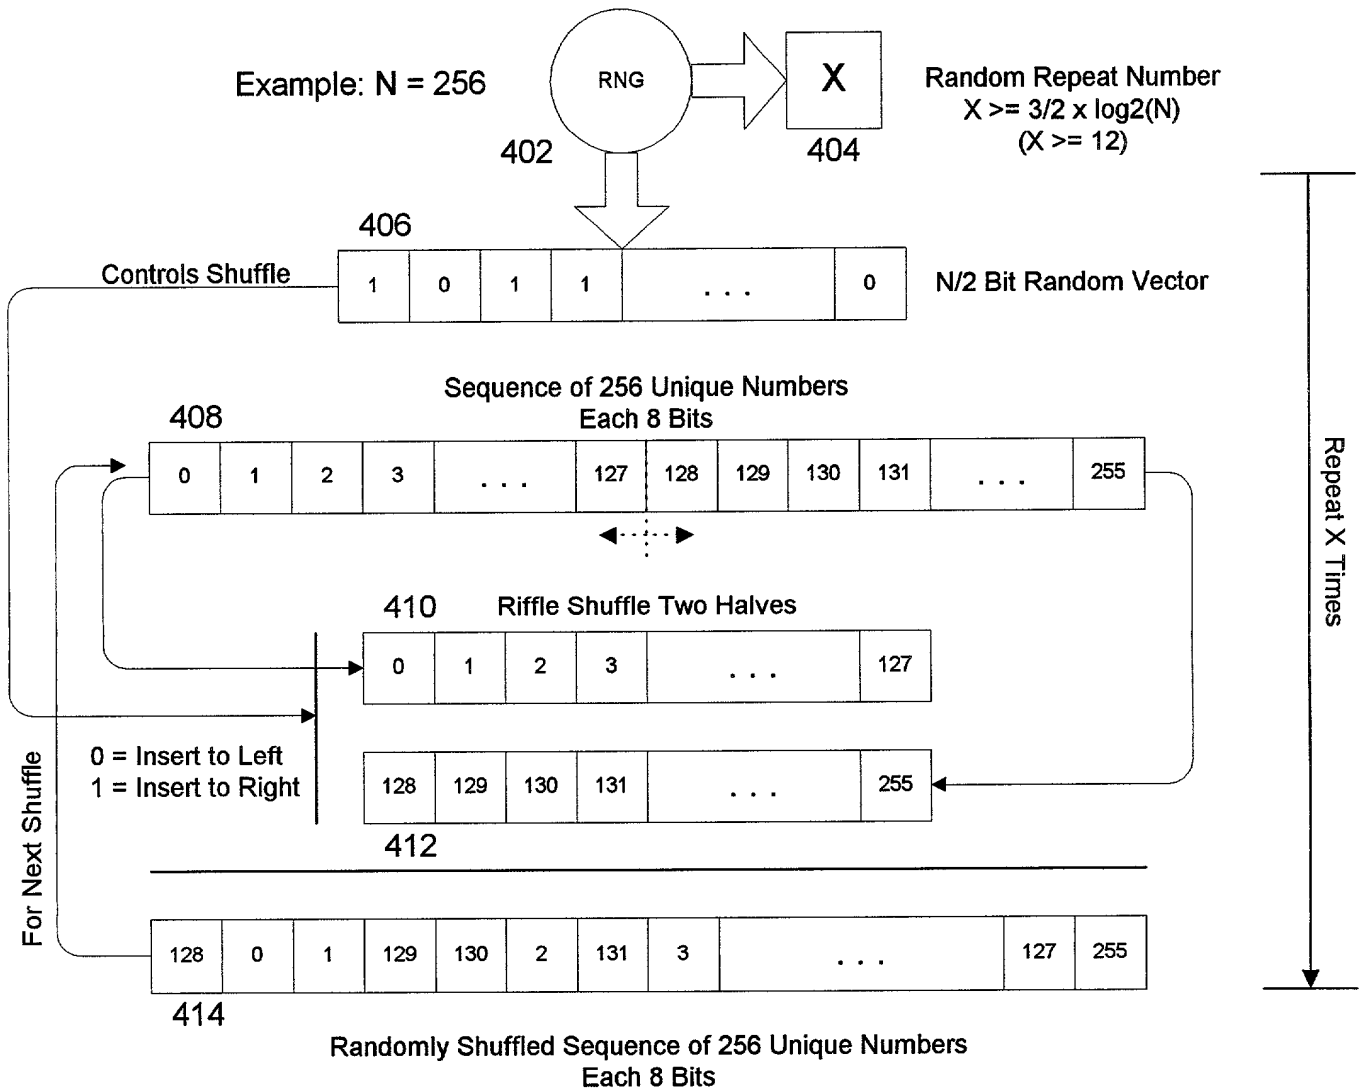 Example: N = 256
RNG
X
Random Repeat Number
X >= 3/2 x log2(N)
(X >= 12)
402
404
406
Controls Shuffle
1 0 1 1 . . . 0
N/2 Bit Random Vector
Sequence of 256 Unique Numbers
Each 8 Bits
408
0 1 2 3 . . . 127 128 129 130 131 . . . 255
Repeat X Times
410
Riffle Shuffle Two Halves
0 1 2 3 . . . 127
0 = Insert to Left
1 = Insert to Right
128 129 130 131 . . . 255
412
For Next Shuffle
128 0 1 129 130 2 131 3 . . . 127 255
414
Randomly Shuffled Sequence of 256 Unique Numbers
Each 8 Bits